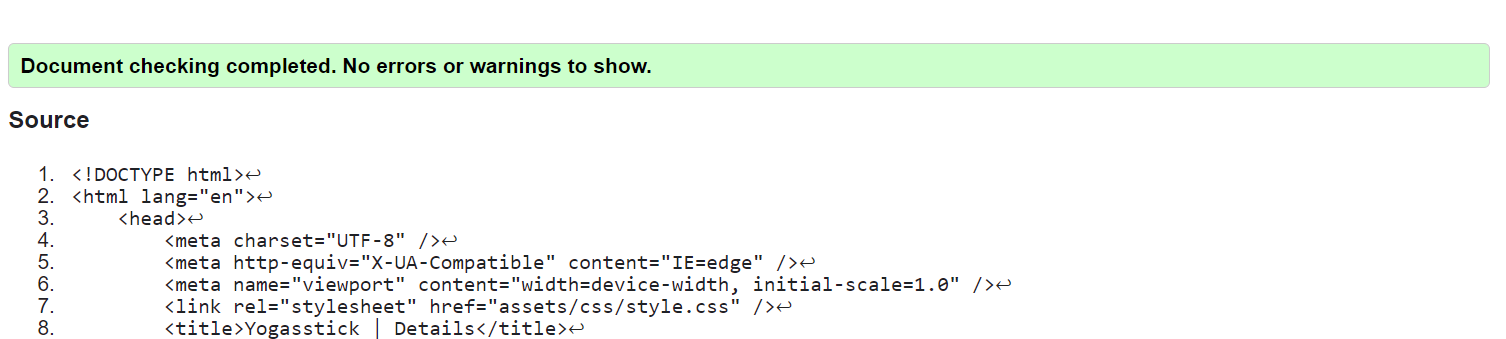 Document checking completed. No errors or warnings to show.
Source
1. <!DOCTYPE html>↩
2. <html lang="en">↩
3. <head>↩
4. <meta charset="UTF-8" />↩
5. <meta http-equiv="X-UA-Compatible" content="IE=edge" />↩
6. <meta name="viewport" content="width=device-width, initial-scale=1.0" />↩
7. <link rel="stylesheet" href="assets/css/style.css" />↩
8. <title>Yogasstick | Details</title>↩